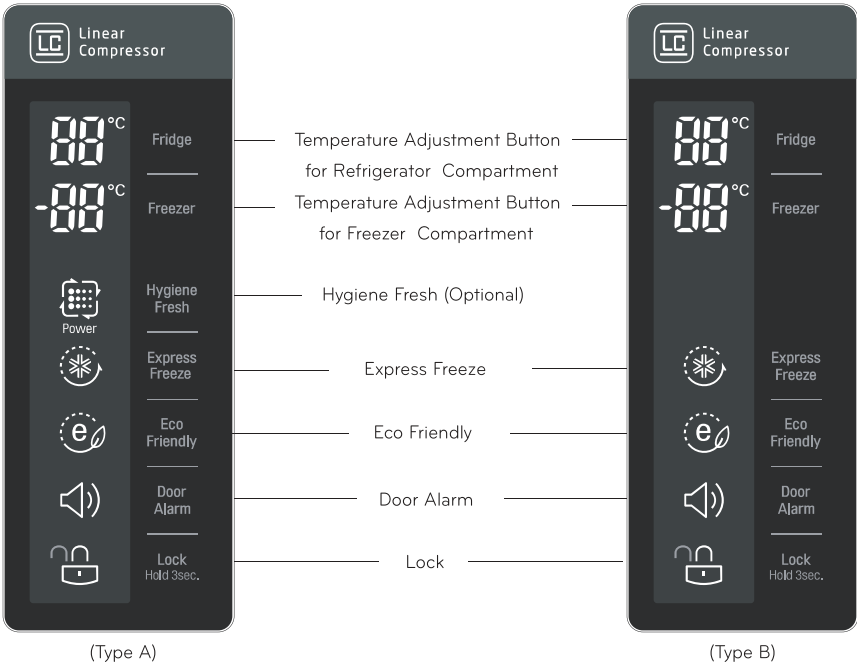 LC Linear
Compressor
88 °C
Fridge
-88 °C
Freezer
Power
Hygiene
Fresh
Express
Freeze
e
Eco
Friendly
Door
Alarm
Lock
Hold 3sec.
(Type A)
Temperature Adjustment Button
for Refrigerator Compartment
Temperature Adjustment Button
for Freezer Compartment
Hygiene Fresh (Optional)
Express Freeze
Eco Friendly
Door Alarm
Lock
LC Linear
Compressor
88 °C
Fridge
-88 °C
Freezer
Express
Freeze
e
Eco
Friendly
Door
Alarm
Lock
Hold 3sec.
(Type B)